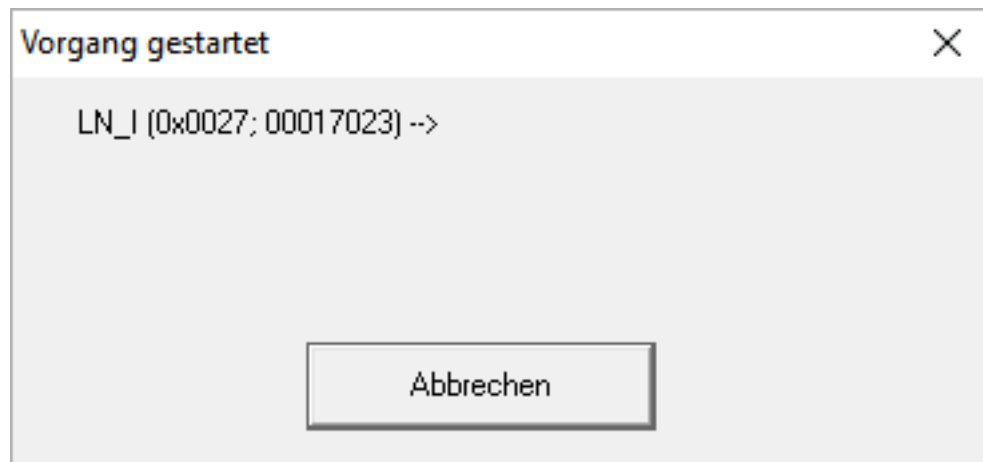 Vorgang gestartet
LN_I (0x0027; 00017023) -->
Abbrechen